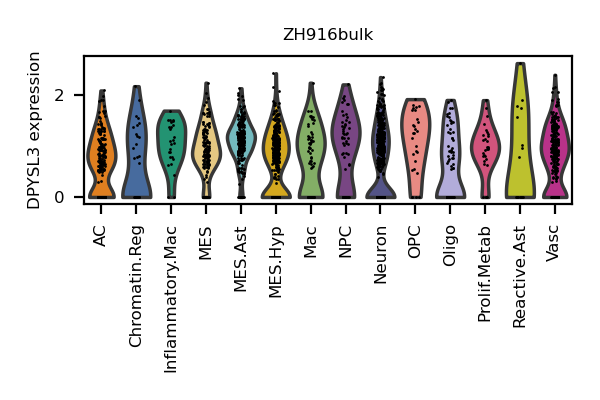 ZH916bulk
DPYSL3 expression
2
0
AC
Chromatin.Reg
Inflammatory.Mac
MES
MES.Ast
MES.Hyp
Mac
NPC
Neuron
OPC
Oligo
Prolif.Metab
Reactive.Ast
Vasc